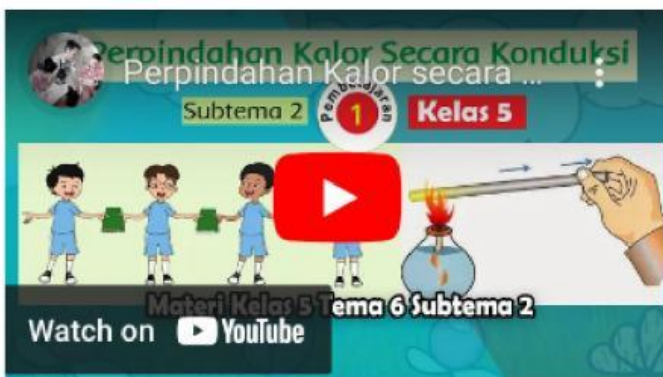 Perpindahan Kalor Secara Konduksi
Perpindahan Kalor secara ...
Subtema 2
Pembelajaran
1
Kelas 5
Materi Kelas 5 Tema 6 Subtema 2
Watch on YouTube